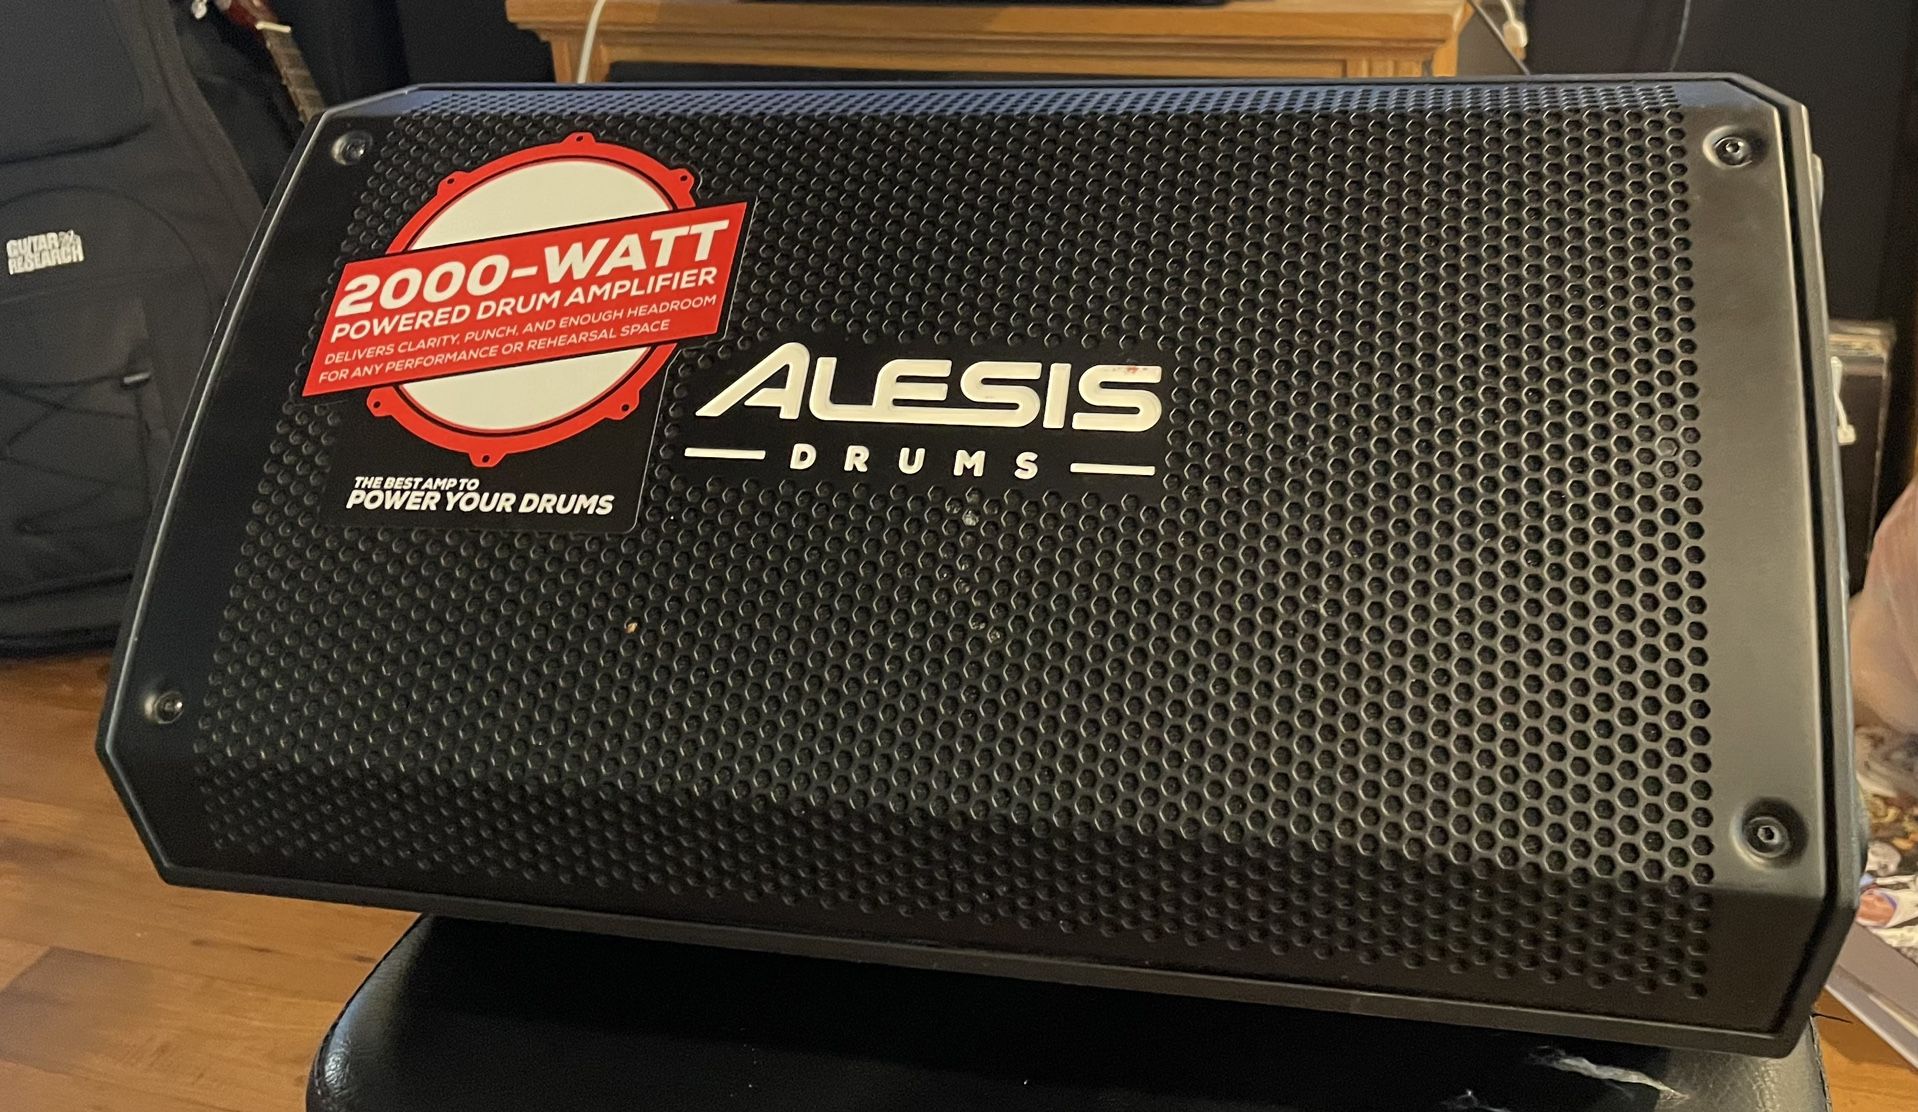 GUITAR
RESEARCH
2000-WATT
POWERED DRUM AMPLIFIER
DELIVERS CLARITY, PUNCH, AND ENOUGH HEADROOM
FOR ANY PERFORMANCE OR REHEARSAL SPACE
THE BEST AMP TO
POWER YOUR DRUMS
ALESIS
DRUMS